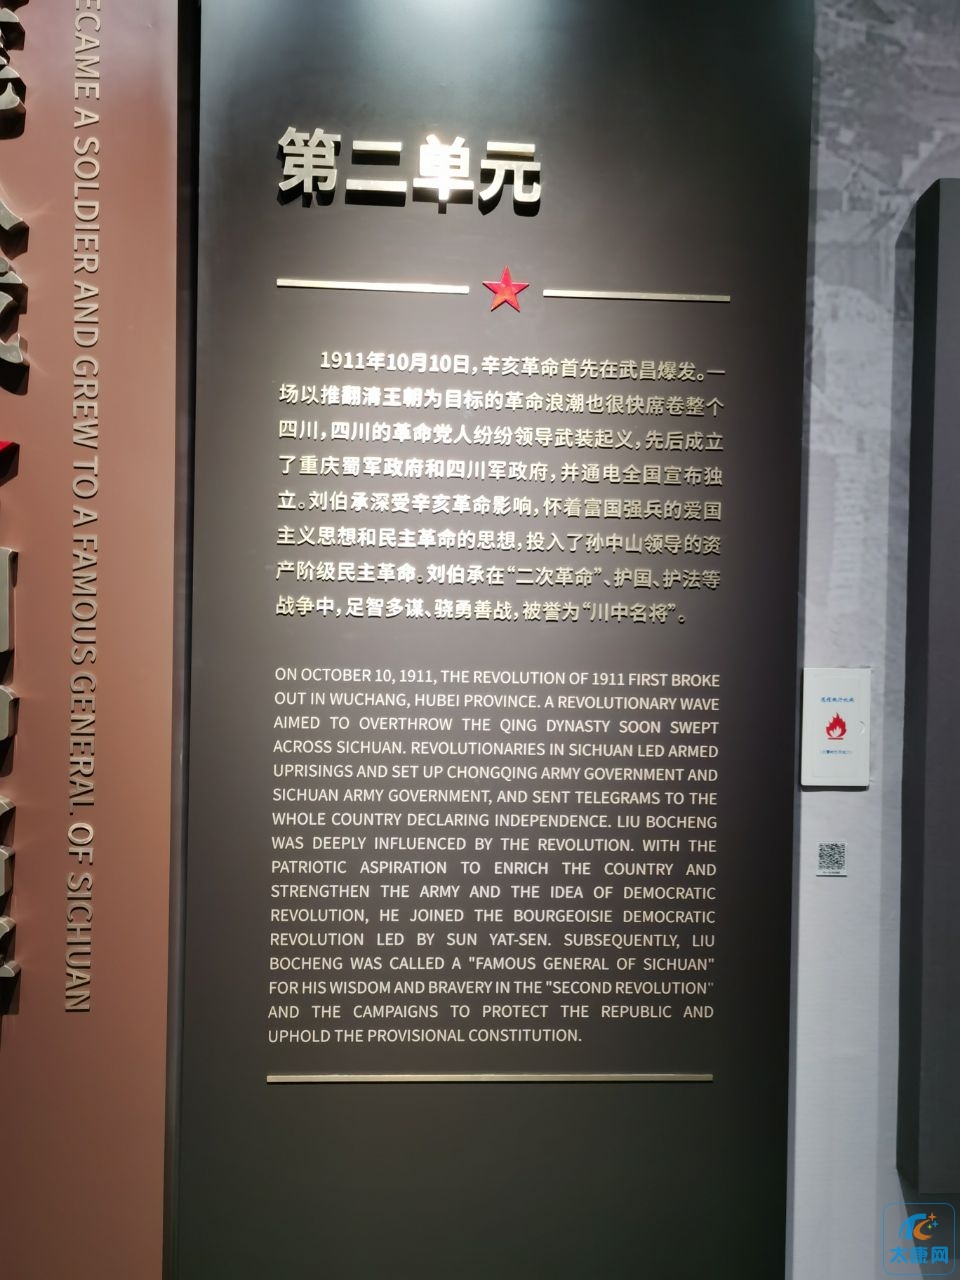 ECAME A SOLDIER AND GREW TO A FAMOUS GENERAL OF SICHUAN
第二单元
1911年10月10日，辛亥革命首先在武昌爆发。一
场以推翻清王朝为目标的革命浪潮也很快席卷整个
四川，四川的革命党人纷纷领导武装起义，先后成立
了重庆蜀军政府和四川军政府，并通电全国宣布独
立。刘伯承深受辛亥革命影响，怀着富国强兵的爱国
主义思想和民主革命的思想，投入了孙中山领导的资
产阶级民主革命。刘伯承在“二次革命”、护国、护法等
战争中，足智多谋、骁勇善战，被誉为“川中名将”。
ON OCTOBER 10, 1911, THE REVOLUTION OF 1911 FIRST BROKE
OUT IN WUCHANG, HUBEI PROVINCE. A REVOLUTIONARY WAVE
AIMED TO OVERTHROW THE QING DYNASTY SOON SWEPT
ACROSS SICHUAN. REVOLUTIONARIES IN SICHUAN LED ARMED
UPRISINGS AND SET UP CHONGQING ARMY GOVERNMENT AND
SICHUAN ARMY GOVERNMENT, AND SENT TELEGRAMS TO THE
WHOLE COUNTRY DECLARING INDEPENDENCE. LIU BOCHENG
WAS DEEPLY INFLUENCED BY THE REVOLUTION. WITH THE
PATRIOTIC ASPIRATION TO ENRICH THE COUNTRY AND
STRENGTHEN THE ARMY AND THE IDEA OF DEMOCRATIC
REVOLUTION, HE JOINED THE BOURGEOISIE DEMOCRATIC
REVOLUTION LED BY SUN YAT-SEN. SUBSEQUENTLY, LIU
BOCHENG WAS CALLED A "FAMOUS GENERAL OF SICHUAN"
FOR HIS WISDOM AND BRAVERY IN THE "SECOND REVOLUTION"
AND THE CAMPAIGNS TO PROTECT THE REPUBLIC AND
UPHOLD THE PROVISIONAL CONSTITUTION.
太康网